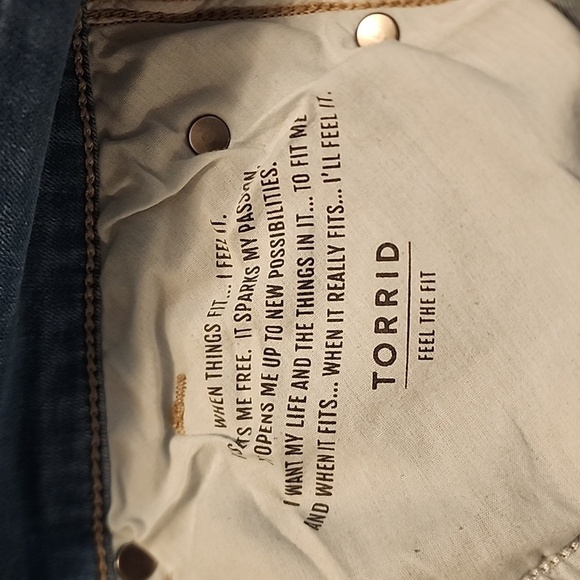 WHEN THINGS FIT... I FEEL IT.
ME FREE. IT SPARKS MY PASSION.
OPENS ME UP TO NEW POSSIBILITIES.
I WANT MY LIFE AND THE THINGS IN IT... TO FIT ME
AND WHEN IT FITS... WHEN IT REALLY FITS... I'LL FEEL IT.
TORRID
FEEL THE FIT